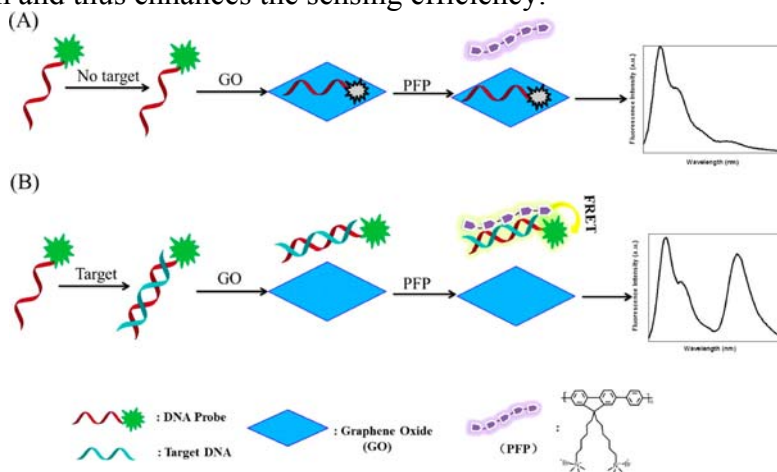 and thus enhances the sensing efficiency.
(A)
No target
GO
PFP
Fluorescence Intensity (a.u.)
Wavelength (nm)
(B)
Target
GO
PFP
FRET
Fluorescence Intensity (a.u.)
Wavelength (nm)
: DNA Probe
: Target DNA
: Graphene Oxide
(GO)
(PFP)
: